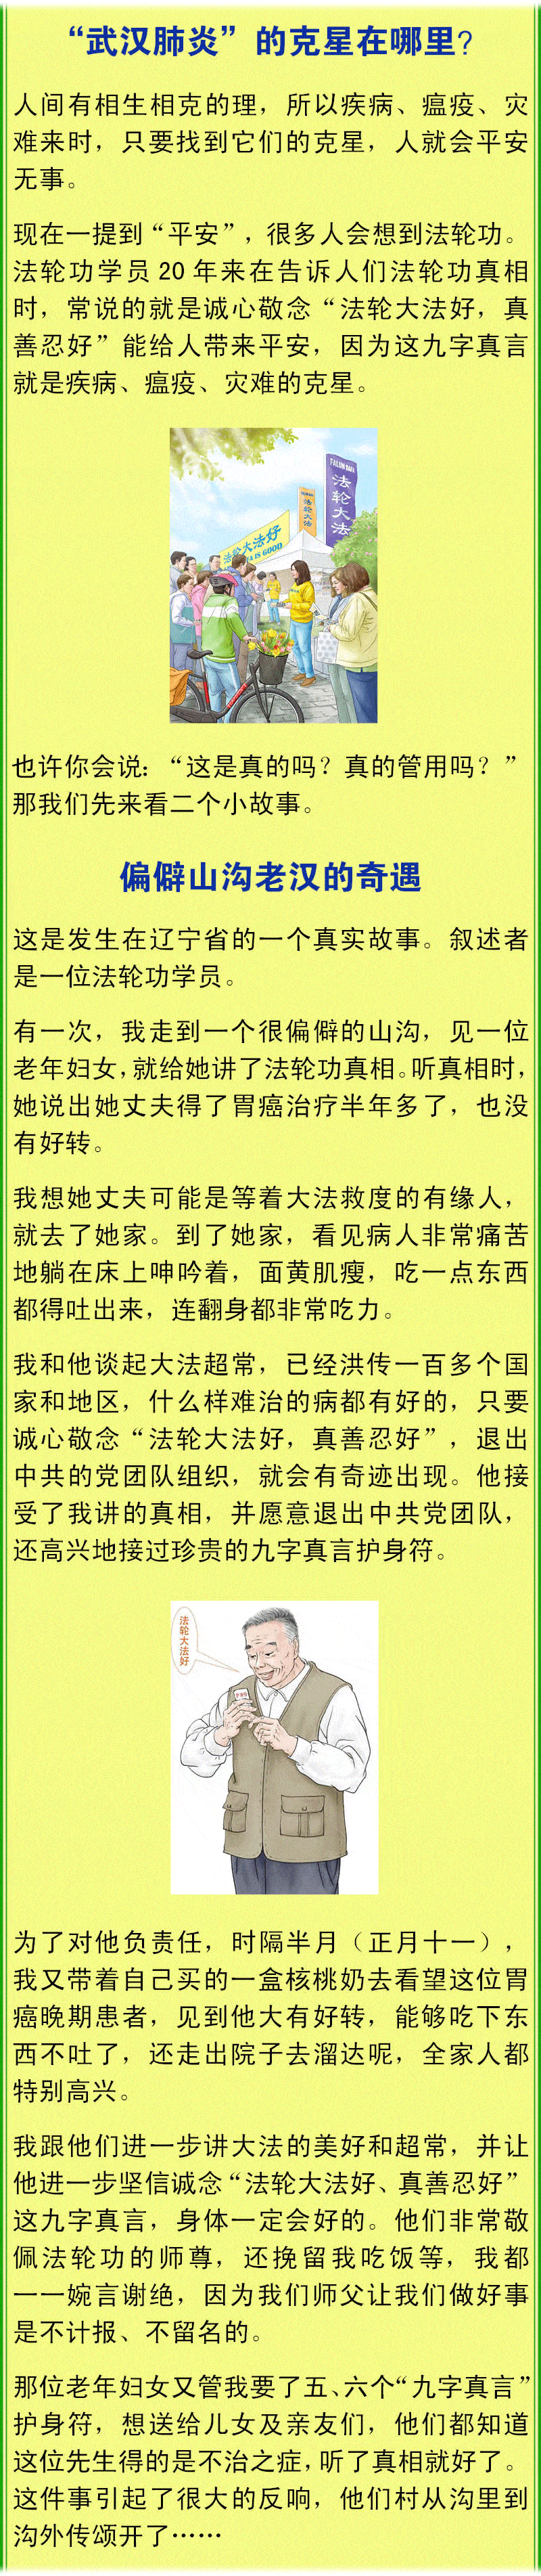 “武汉肺炎”的克星在哪里？
人间有相生相克的理，所以疾病、瘟疫、灾
难来时，只要找到它们的克星，人就会平安
无事。
现在一提到“平安”，很多人会想到法轮功。
法轮功学员 20 年来在告诉人们法轮功真相
时，常说的就是诚心敬念“法轮大法好，真
善忍好”能给人带来平安，因为这九字真言
就是疾病、瘟疫、灾难的克星。
FALUN DAFA
法轮大法
法轮大法
法轮大法好
IS GOOD
也许你会说：“这是真的吗？真的管用吗？”
那我们先来看二个小故事。
偏僻山沟老汉的奇遇
这是发生在辽宁省的一个真实故事。叙述者
是一位法轮功学员。
有一次，我走到一个很偏僻的山沟，见一位
老年妇女，就给她讲了法轮功真相。听真相时，
她说出她丈夫得了胃癌治疗半年多了，也没
有好转。
我想她丈夫可能是等着大法救度的有缘人，
就去了她家。到了她家，看见病人非常痛苦
地躺在床上呻吟着，面黄肌瘦，吃一点东西
都得吐出来，连翻身都非常吃力。
我和他谈起大法超常，已经洪传一百多个国
家和地区，什么样难治的病都有好的，只要
诚心敬念“法轮大法好，真善忍好”，退出
中共的党团队组织，就会有奇迹出现。他接
受了我讲的真相，并愿意退出中共党团队，
还高兴地接过珍贵的九字真言护身符。
法轮大法好
为了对他负责任，时隔半月（正月十一），
我又带着自己买的一盒核桃奶去看望这位胃
癌晚期患者，见到他大有好转，能够吃下东
西不吐了，还走出院子去溜达呢，全家人都
特别高兴。
我跟他们进一步讲大法的美好和超常，并让
他进一步坚信诚念“法轮大法好、真善忍好”
这九字真言，身体一定会好的。他们非常敬
佩法轮功的师尊，还挽留我吃饭等，我都
一一婉言谢绝，因为我们师父让我们做好事
是不计报、不留名的。
那位老年妇女又管我要了五、六个“九字真言”
护身符，想送给儿女及亲友们，他们都知道
这位先生得的是不治之症，听了真相就好了。
这件事引起了很大的反响，他们村从沟里到
沟外传颂开了……